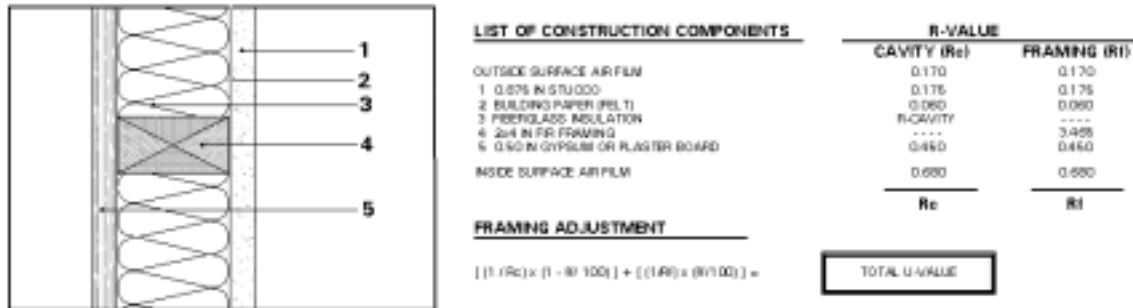 1
2
3
4
5
LIST OF CONSTRUCTION COMPONENTS R-VALUE
CAVITY (Rc) FRAMING (Rf)
OUTSIDE SURFACE AIR FILM 0.170 0.170
1 0.875 IN STUCCO 0.175 0.175
2 BUILDING PAPER (FELT) 0.060 0.060
3 FIBERGLASS INSULATION R-CAVITY ----
4 2x4 IN FIR FRAMING ---- 3.465
5 0.50 IN GYPSUM OR PLASTER BOARD 0.450 0.450
INSIDE SURFACE AIR FILM 0.680 0.680
Rc Rf
FRAMING ADJUSTMENT
[ (1 / Rc) x (1 - Ff/ 100) ] + [ (1/Rf) x (Ff/100) ] =
TOTAL U-VALUE